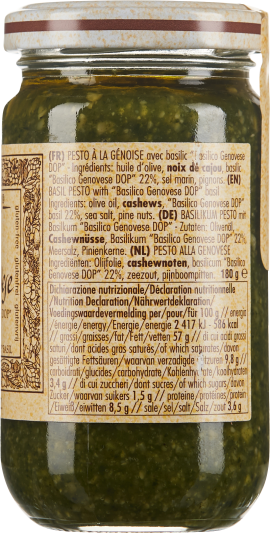 (FR) PESTO À LA GÉNOISE avec basilic "Basilico Genovese
DOP" - Ingrédients: huile d'olive, noix de cajou, basilic
"Basilico Genovese DOP" 22%, sel marin, pignons. (EN)
BASIL PESTO with "Basilico Genovese DOP" basil
Ingredients: olive oil, cashews, "Basilico Genovese DOP"
basil 22%, sea salt, pine nuts. (DE) BASILIKUM PESTO mit
Basilikum "Basilico Genovese DOP" - Zutaten: Olivenöl,
Cashewnüsse, Basilikum "Basilico Genovese DOP" 22%,
Meersalz, Pinienkerne. (NL) PESTO ALLA GENOVESE
Ingrediënten: Olijfolie, cashewnoten, basilicum "Basilico
Genovese DOP" 22%, zeezout, pijnboompitten. 180 g
Dichiarazione nutrizionale/Déclaration nutritionnelle
/Nutrition Declaration/Nährwertdeklaration/
Voedingswaardevermelding per/pour/für 100 g // energia
/énergie/energy/Energie/energie 2 417 kJ - 586 kcal
// grassi/graisses/fat/Fett/vetten 57 g // di cui acidi grassi
saturi/dont acides gras saturés/of which saturates/davon
gesättigte Fettsäuren/waarvan verzadigde 9,8 g //
carboidrati/glucides/carbohydrate/Kohlenhydrate/koolhydraten
3,4 g // di cui zuccheri/dont sucres/of which sugars/davon
Zucker/waarvan suikers 1,5 g // proteine/protéines/protein
/Eiweiß/eiwitten 8,5 g // sale/sel/salt/Salz/zout 3,6 g
gluten-free
glutenfrei
glutenvrij